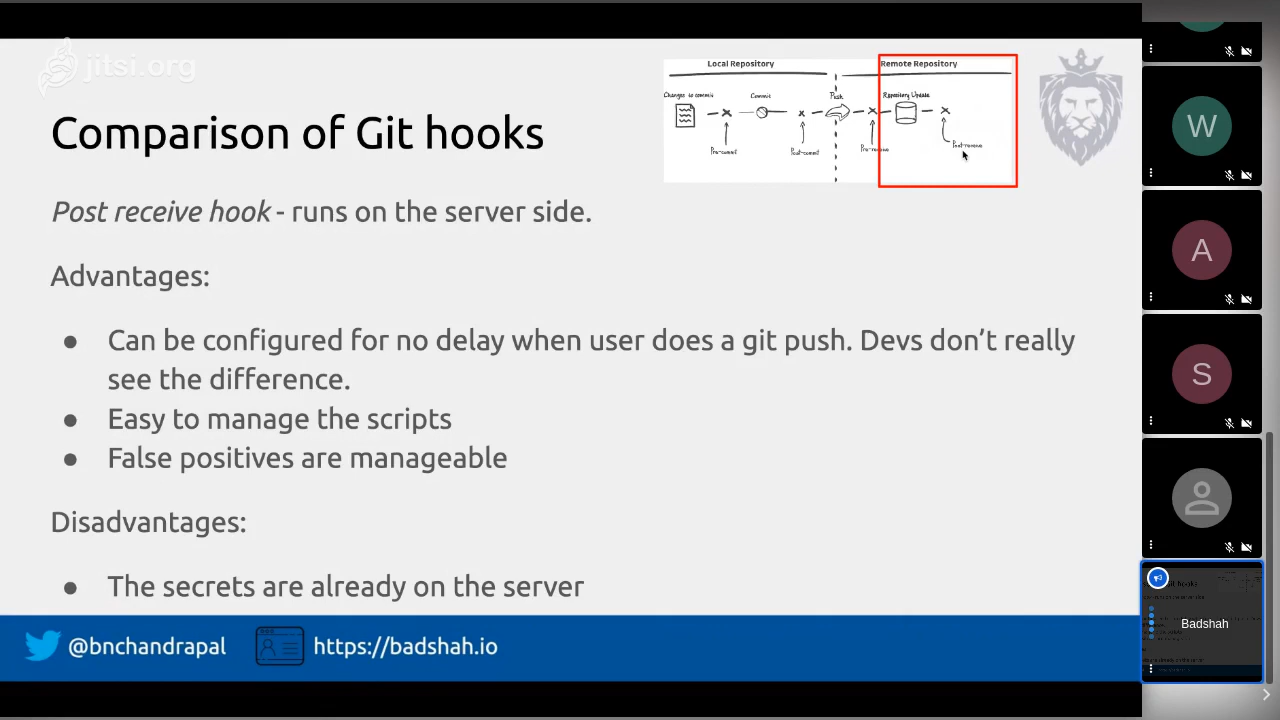 jitsi.org
Local Repository
Remote Repository
Changes to commit
Commit
Push
Repository Update
Pre-commit
Post-commit
Pre-receive
Post-receive
Comparison of Git hooks
Post receive hook - runs on the server side.
Advantages:
● Can be configured for no delay when user does a git push. Devs don’t really
see the difference.
● Easy to manage the scripts
● False positives are manageable
Disadvantages:
● The secrets are already on the server
@bnchandrapal
https://badshah.io
W
A
S
Badshah